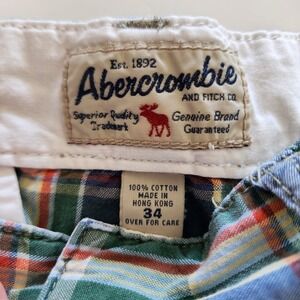 Est. 1892
Abercrombie
AND FITCH CO.
Superior Quality Genuine Brand
Trademark Guaranteed
100% COTTON
MADE IN
HONG KONG
34
OVER FOR CARE